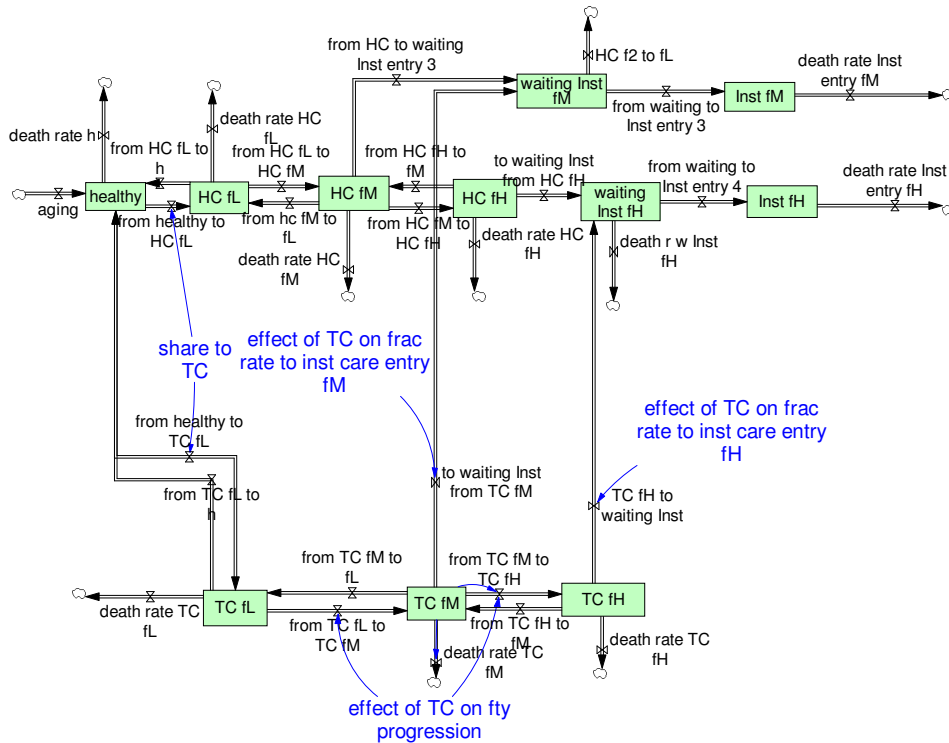 from HC to waiting
Inst entry 3
HC f2 to fL
waiting Inst
fM
from waiting to
Inst entry 3
Inst fM
death rate Inst
entry fM
death rate h
death rate HC
fL
from HC fL to
h
from HC fL to
HC fM
from HC fH to
fM
to waiting Inst
from HC fH
from waiting to
Inst entry 4
death rate Inst
entry fH
aging
healthy
HC fL
HC fM
HC fH
waiting
Inst fH
Inst fH
from healthy to
HC fL
from hc fM to
fL
from HC fM to
HC fH
death rate HC
fM
death rate HC
fH
death r w Inst
fH
share to
TC
effect of TC on frac
rate to inst care entry
fM
effect of TC on frac
rate to inst care entry
fH
from healthy to
TC fL
from TC fL to
h
to waiting Inst
from TC fM
TC fH to
waiting Inst
from TC fM to
fL
from TC fM to
TC fH
TC fL
TC fM
TC fH
death rate TC
fL
from TC fL to
TC fM
from TC fH to
fM
death rate TC
fM
death rate TC
fH
effect of TC on fty
progression